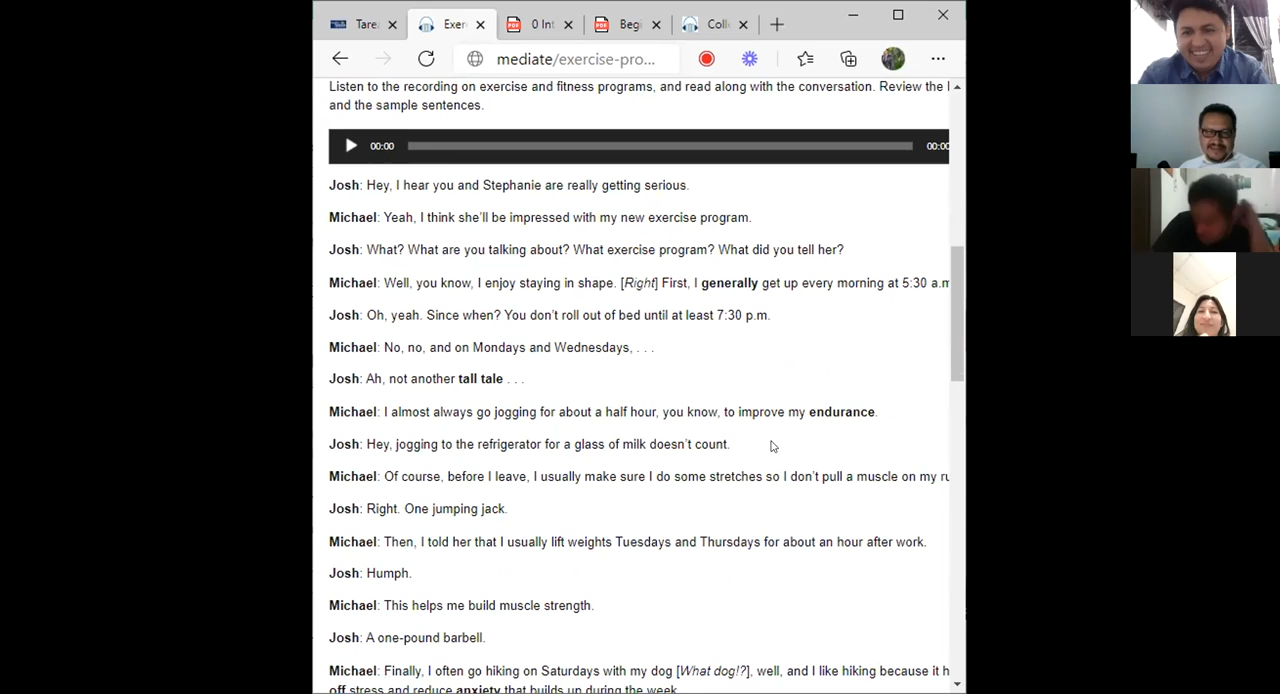 Tare
Exer
0 Int
Begi
Coll
mediate/exercise-pro...
Listen to the recording on exercise and fitness programs, and read along with the conversation. Review the
and the sample sentences.
00:00
00:00
Josh: Hey, I hear you and Stephanie are really getting serious.
Michael: Yeah, I think she'll be impressed with my new exercise program.
Josh: What? What are you talking about? What exercise program? What did you tell her?
Michael: Well, you know, I enjoy staying in shape. [Right] First, I generally get up every morning at 5:30 a.m
Josh: Oh, yeah. Since when? You don't roll out of bed until at least 7:30 p.m.
Michael: No, no, and on Mondays and Wednesdays, . . .
Josh: Ah, not another tall tale . . .
Michael: I almost always go jogging for about a half hour, you know, to improve my endurance.
Josh: Hey, jogging to the refrigerator for a glass of milk doesn't count.
Michael: Of course, before I leave, I usually make sure I do some stretches so I don't pull a muscle on my ru
Josh: Right. One jumping jack.
Michael: Then, I told her that I usually lift weights Tuesdays and Thursdays for about an hour after work.
Josh: Humph.
Michael: This helps me build muscle strength.
Josh: A one-pound barbell.
Michael: Finally, I often go hiking on Saturdays with my dog [What dog!?], well, and I like hiking because it h
off stress and reduce anxiety that builds up during the week.